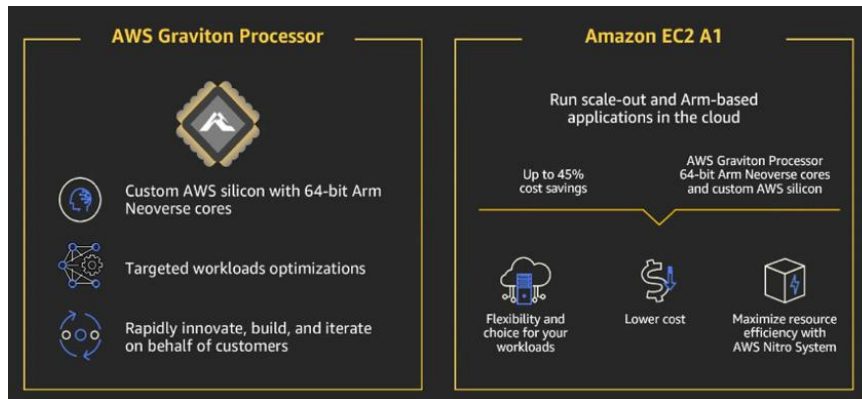 AWS Graviton Processor
Custom AWS silicon with 64-bit Arm
Neoverse cores
Targeted workloads optimizations
Rapidly innovate, build, and iterate
on behalf of customers
Amazon EC2 A1
Run scale-out and Arm-based
applications in the cloud
Up to 45%
cost savings
AWS Graviton Processor
64-bit Arm Neoverse cores
and custom AWS silicon
Flexibility and
choice for your
workloads
Lower cost
Maximize resource
efficiency with
AWS Nitro System